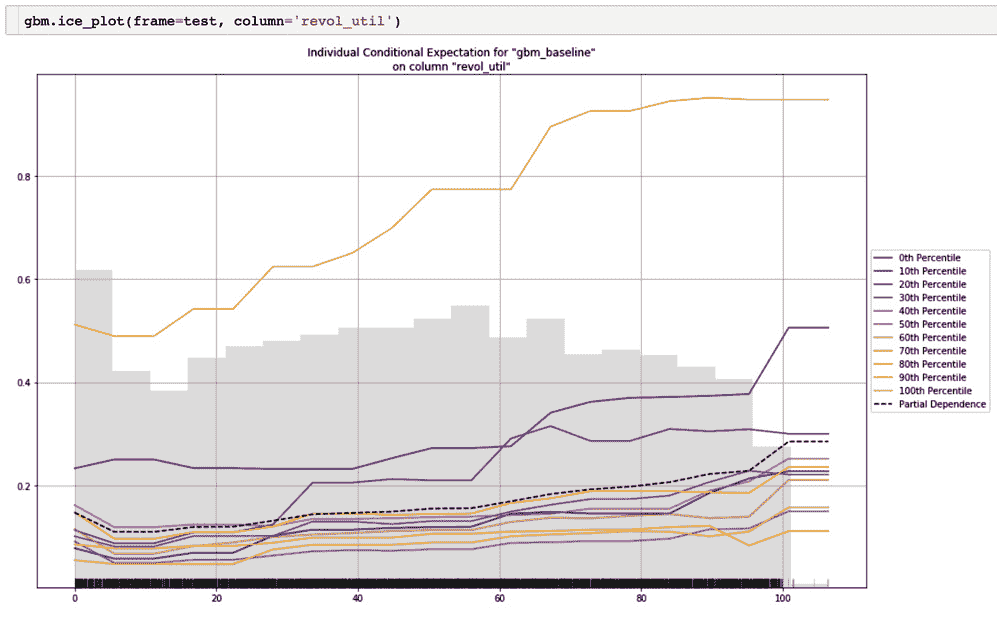 gbm.ice_plot(frame=test, column='revol_util')
Individual Conditional Expectation for "gbm_baseline"
on column "revol_util"
0.8
0.6
0.4
0.2
0
20
40
60
80
100
0th Percentile
10th Percentile
20th Percentile
30th Percentile
40th Percentile
50th Percentile
60th Percentile
70th Percentile
80th Percentile
90th Percentile
100th Percentile
Partial Dependence